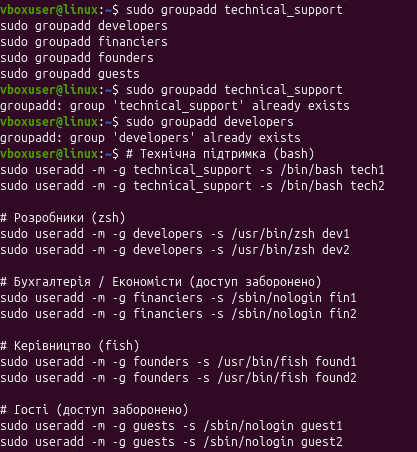 vboxuser@linux:~$ sudo groupadd technical_support
sudo groupadd developers
sudo groupadd financiers
sudo groupadd founders
sudo groupadd guests
vboxuser@linux:~$ sudo groupadd technical_support
groupadd: group 'technical_support' already exists
vboxuser@linux:~$ sudo groupadd developers
groupadd: group 'developers' already exists
vboxuser@linux:~$ # Технічна підтримка (bash)
sudo useradd -m -g technical_support -s /bin/bash tech1
sudo useradd -m -g technical_support -s /bin/bash tech2

# Розробники (zsh)
sudo useradd -m -g developers -s /usr/bin/zsh dev1
sudo useradd -m -g developers -s /usr/bin/zsh dev2

# Бухгалтерія / Економісти (доступ заборонено)
sudo useradd -m -g financiers -s /sbin/nologin fin1
sudo useradd -m -g financiers -s /sbin/nologin fin2

# Керівництво (fish)
sudo useradd -m -g founders -s /usr/bin/fish found1
sudo useradd -m -g founders -s /usr/bin/fish found2

# Гості (доступ заборонено)
sudo useradd -m -g guests -s /sbin/nologin guest1
sudo useradd -m -g guests -s /sbin/nologin guest2